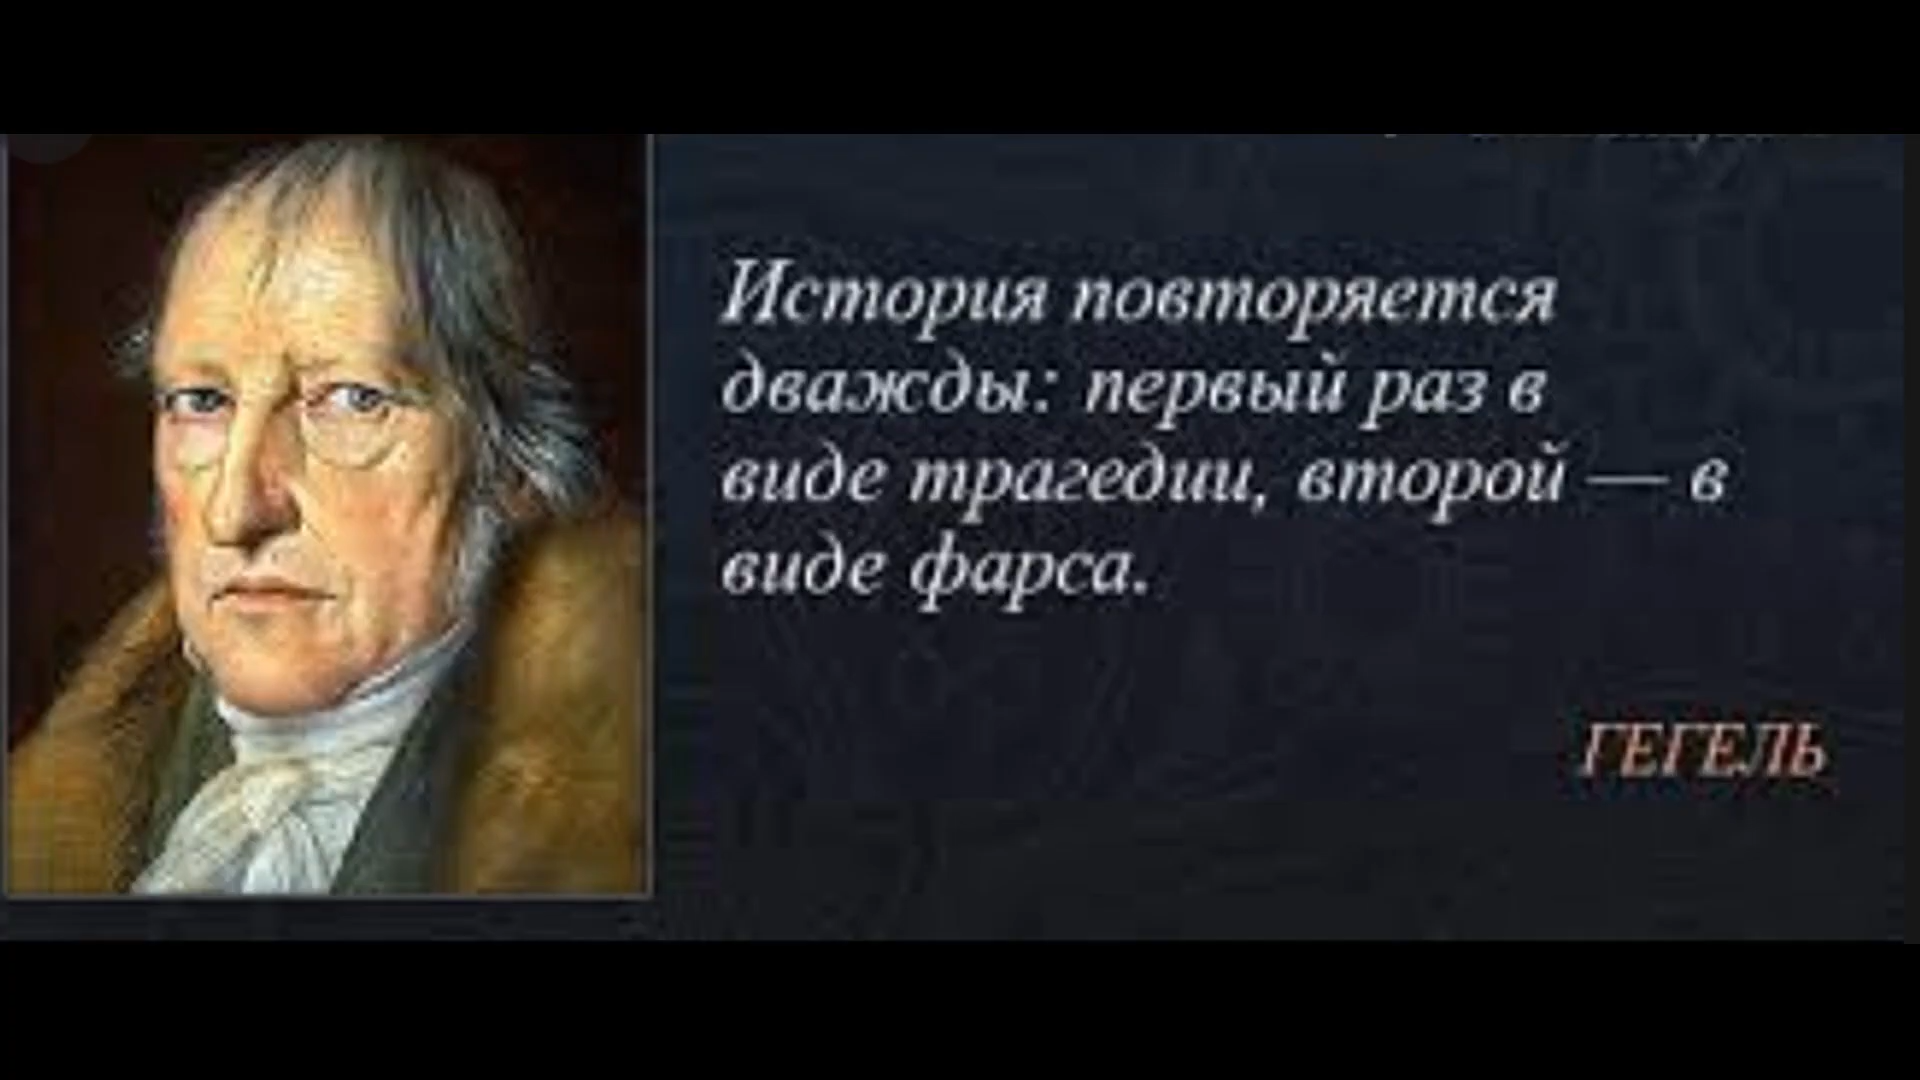 История повторяется
дважды: первый раз в
виде трагедии, второй — в
виде фарса.
ГЕГЕЛЬ